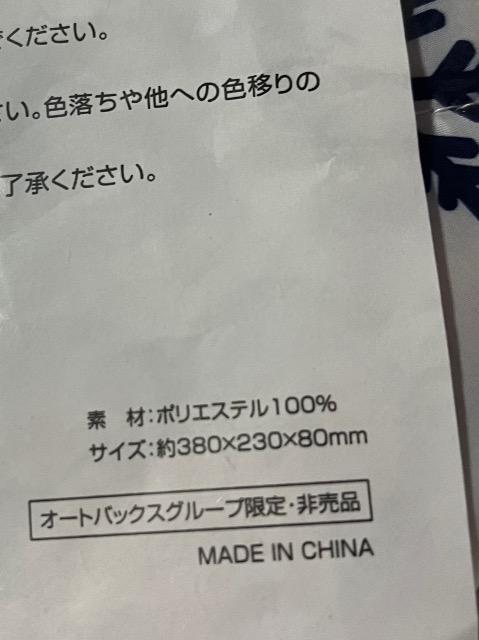 ください。
い。色落ちや他への色移りの
了承ください。
素　材：ポリエステル100%
サイズ：約380×230×80mm
オートバックスグループ限定・非売品
MADE IN CHINA